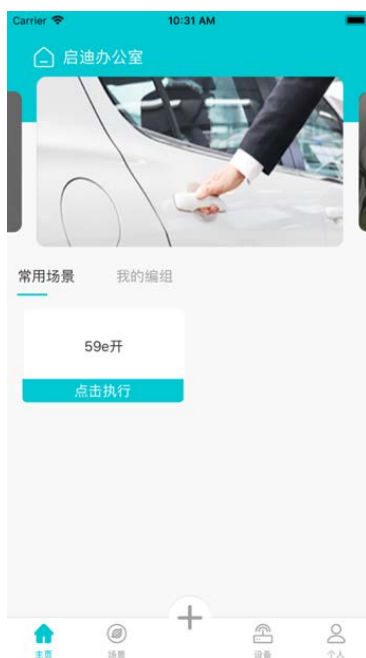 Carrier 10:31 AM
启迪办公室
常用场景 我的编组
59e开
点击执行
主页 场景 设备 个人